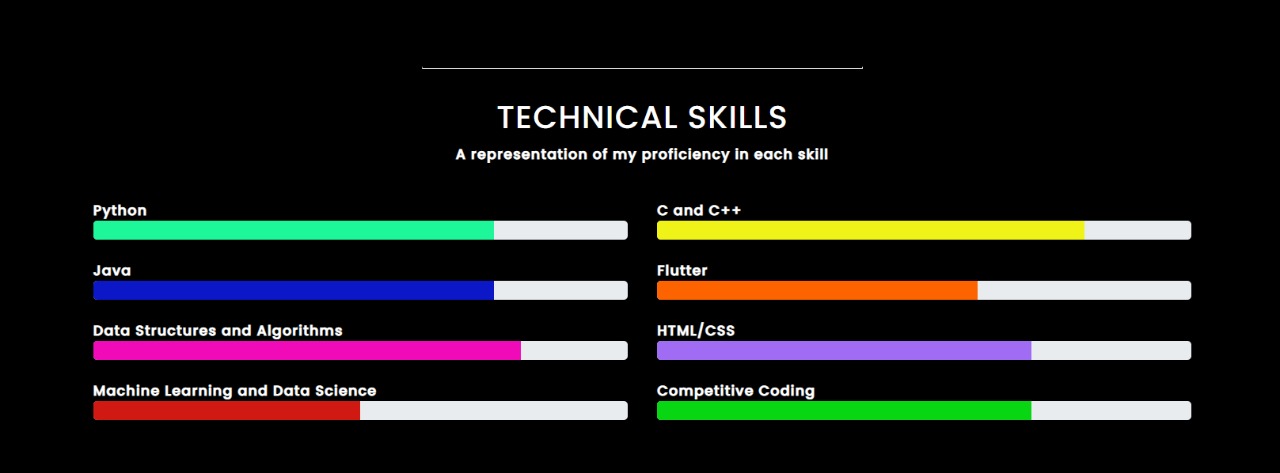 TECHNICAL SKILLS
A representation of my proficiency in each skill
Python
C and C++
Java
Flutter
Data Structures and Algorithms
HTML/CSS
Machine Learning and Data Science
Competitive Coding